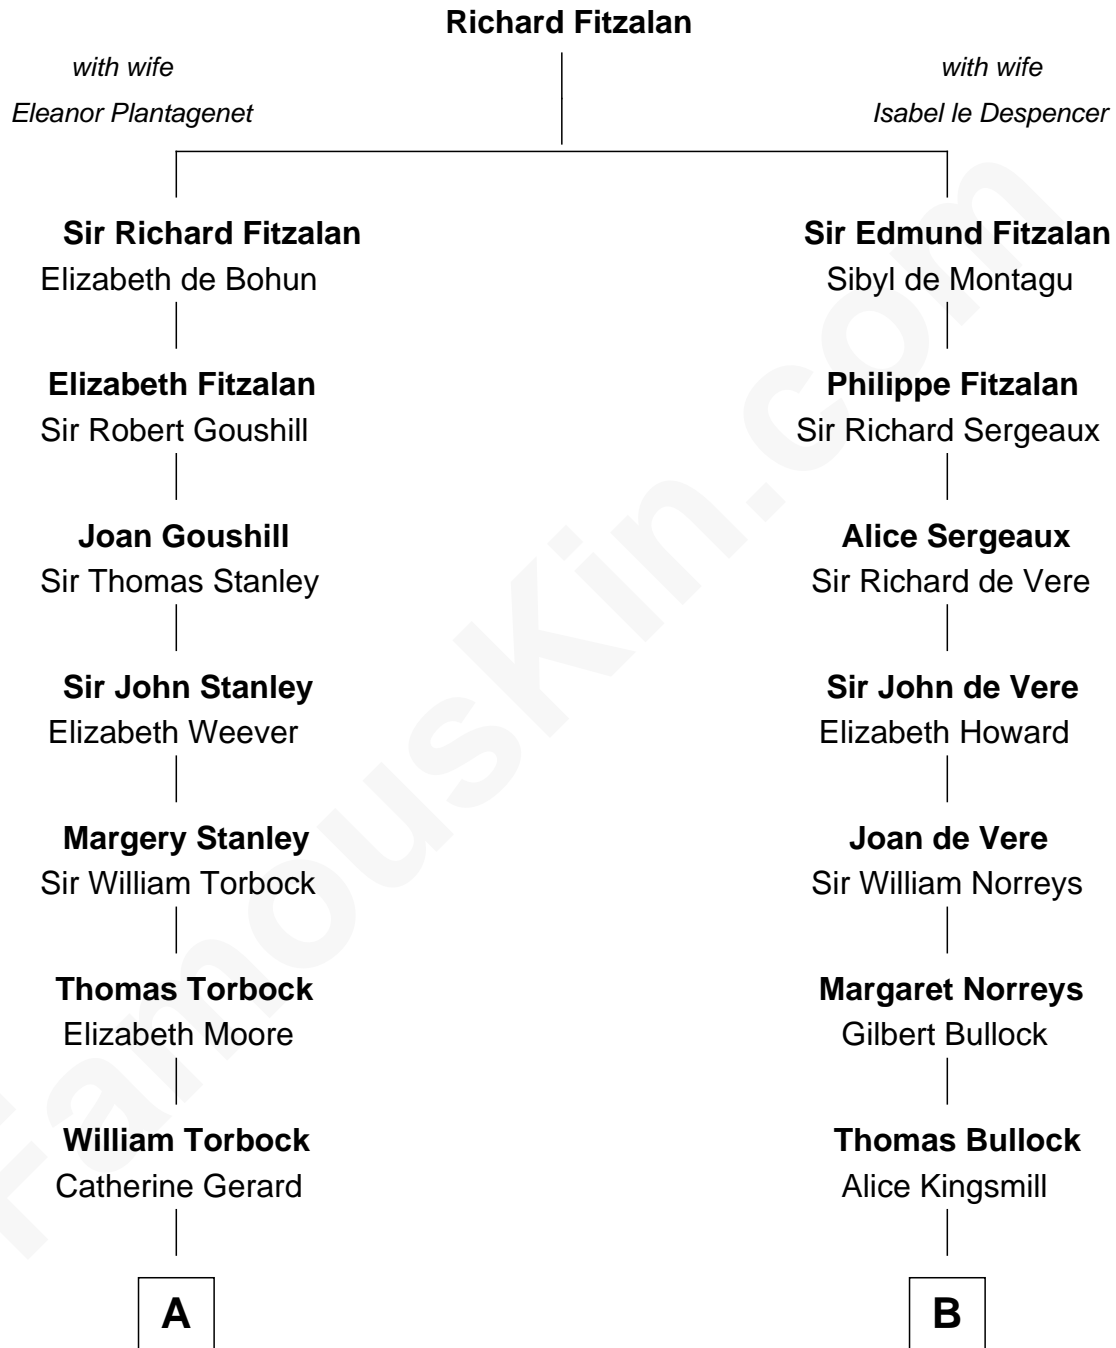 Richard Fitzalan
with wife
Eleanor Plantagenet
with wife
Isabel le Despencer
Sir Richard Fitzalan
Elizabeth de Bohun
Sir Edmund Fitzalan
Sibyl de Montagu
Elizabeth Fitzalan
Sir Robert Goushill
Philippe Fitzalan
Sir Richard Sergeaux
Joan Goushill
Sir Thomas Stanley
Alice Sergeaux
Sir Richard de Vere
Sir John Stanley
Elizabeth Weever
Sir John de Vere
Elizabeth Howard
Margery Stanley
Sir William Torbock
Joan de Vere
Sir William Norreys
Thomas Torbock
Elizabeth Moore
Margaret Norreys
Gilbert Bullock
William Torbock
Catherine Gerard
Thomas Bullock
Alice Kingsmill
A
B
FamousKin.com